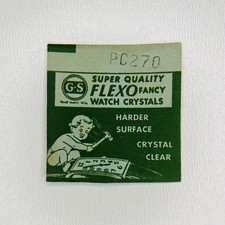 PC270
G-S
SUPER QUALITY
FLEXO FANCY
WATCH CRYSTALS
HARDER
SURFACE
CRYSTAL
CLEAR